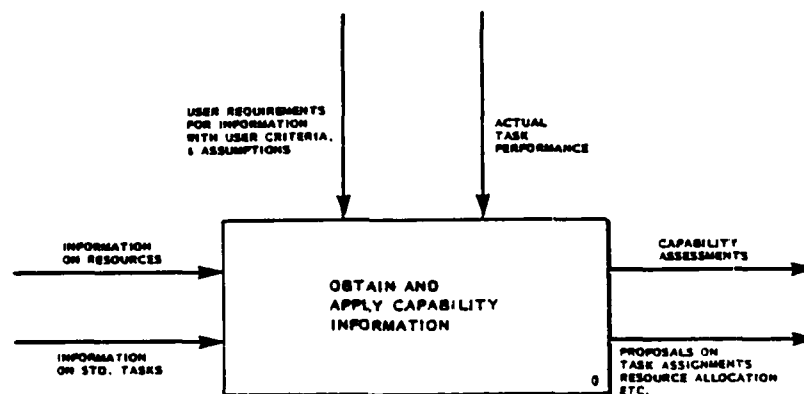 USER REQUIREMENTS
FOR INFORMATION
WITH USER CRITERIA,
& ASSUMPTIONS
ACTUAL
TASK
PERFORMANCE
INFORMATION
ON RESOURCES
CAPABILITY
ASSESSMENTS
OBTAIN AND
APPLY CAPABILITY
INFORMATION
INFORMATION
ON STD. TASKS
0
PROPOSALS ON
TASK ASSIGNMENTS
RESOURCE ALLOCATION
ETC.